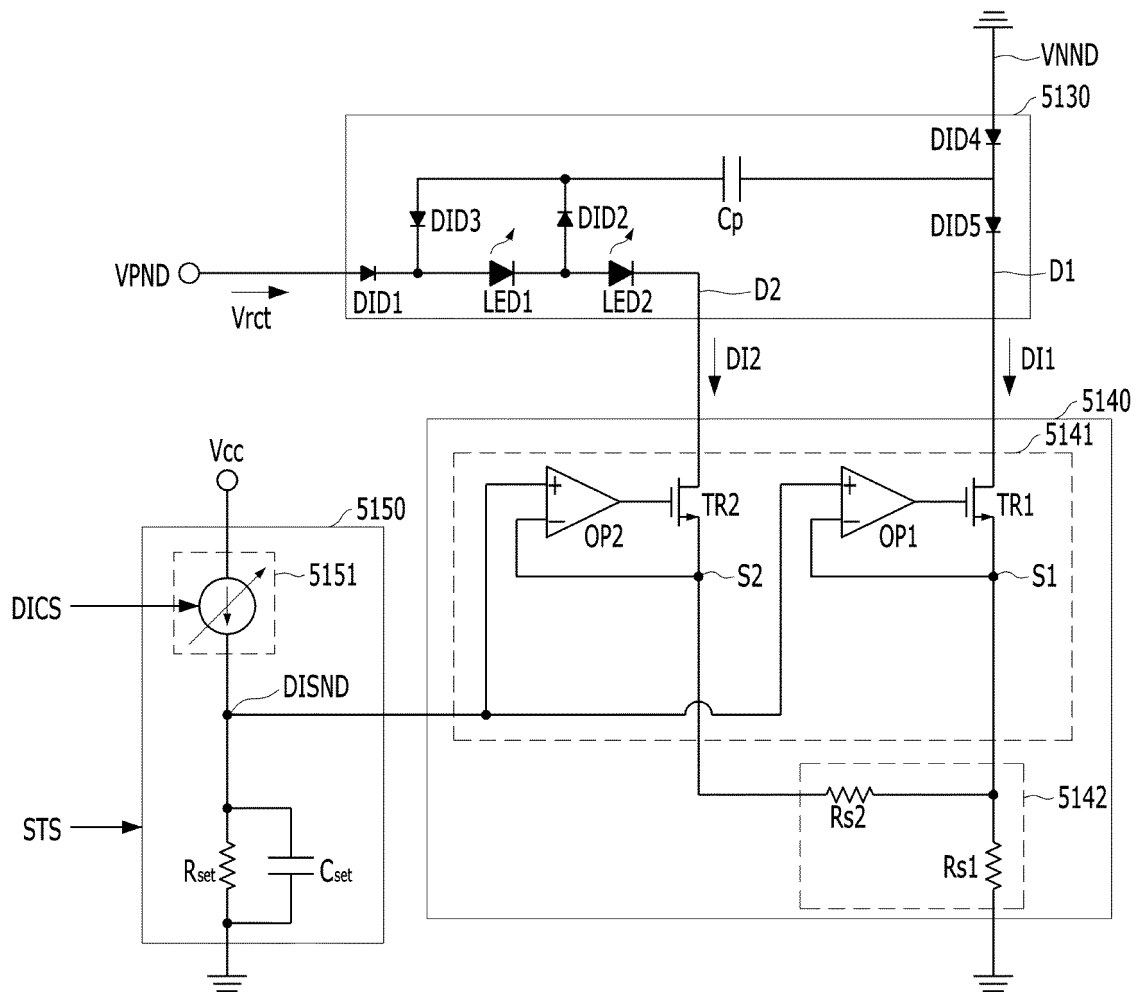 VNND
5130
DID4
DID3
DID2
Cp
DID5
VPND
DID1
LED1
LED2
D2
D1
Vrct
DI2
DI1
5140
5141
Vcc
+
TR2
+
TR1
5150
−
OP2
−
OP1
5151
S2
S1
DICS
DISND
5142
Rs2
STS
Rset
Cset
Rs1